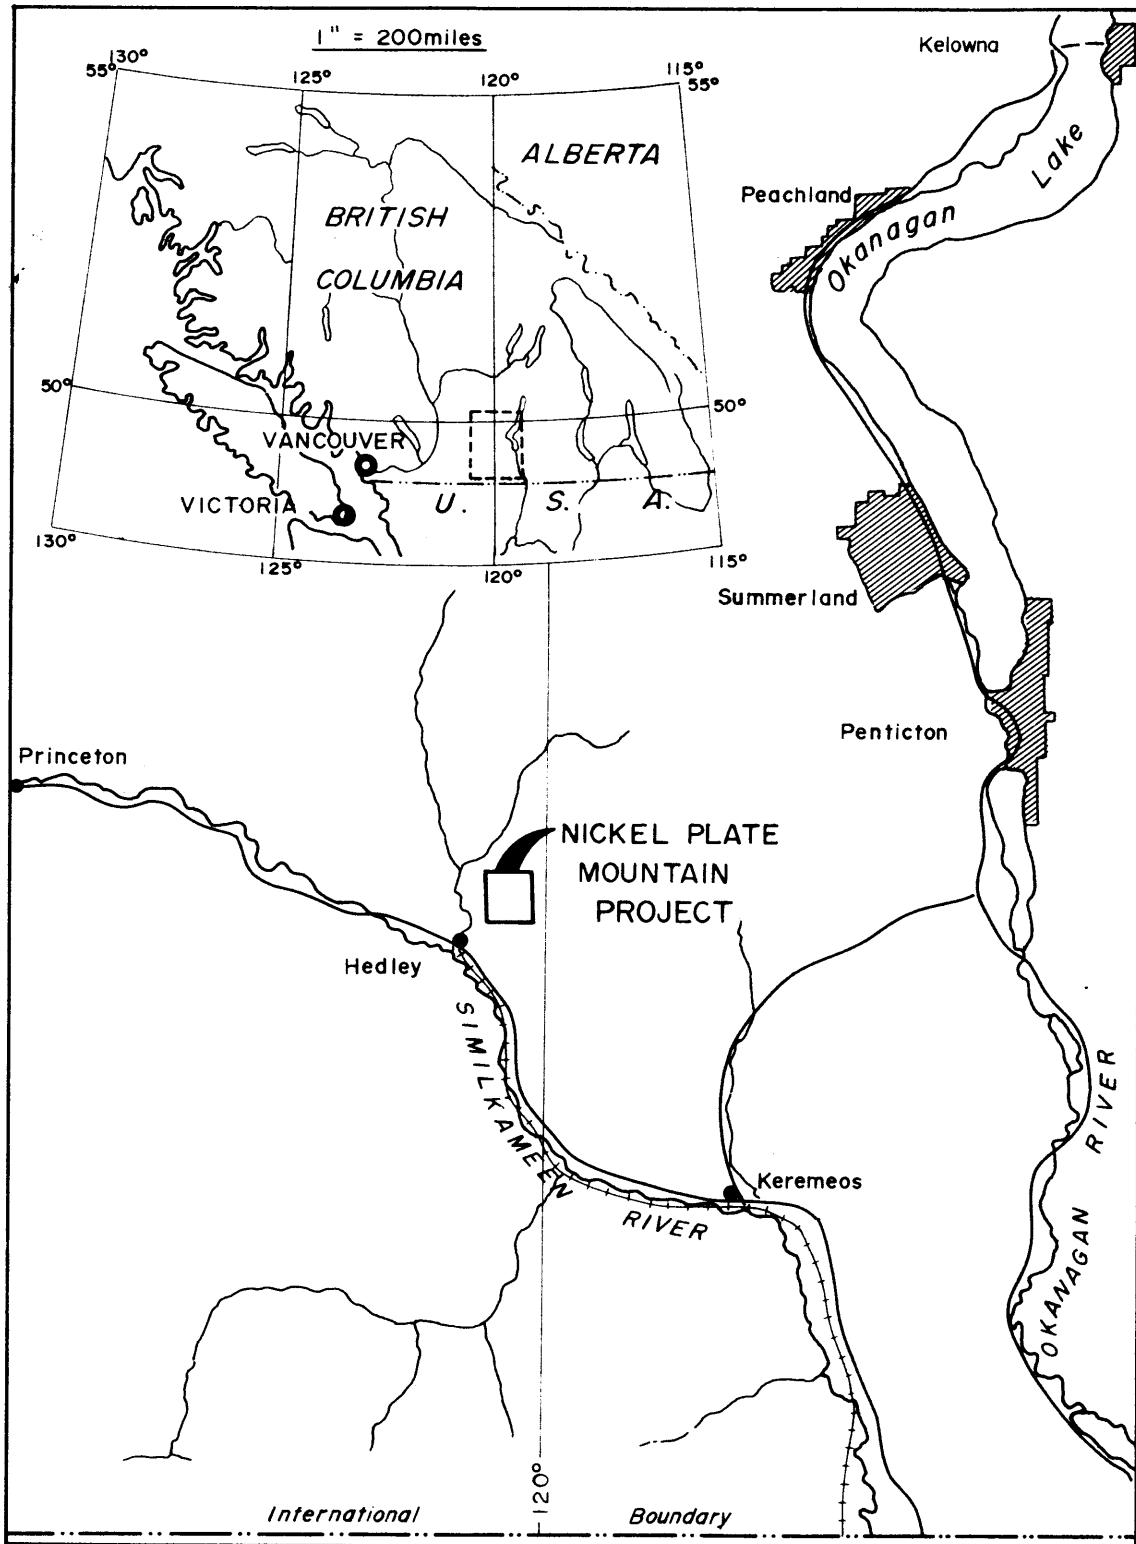 1" = 200miles
130°
55°
125°
120°
115°
55°
ALBERTA
BRITISH
COLUMBIA
50°
50°
VANCOUVER
VICTORIA
U. S. A.
130°
125°
120°
115°
Kelowna
Okanagan Lake
Peachland
Summerland
Penticton
Princeton
NICKEL PLATE
MOUNTAIN
PROJECT
Hedley
SIMILKAMEEN
RIVER
Keremeos
OKANAGAN RIVER
120°
International Boundary